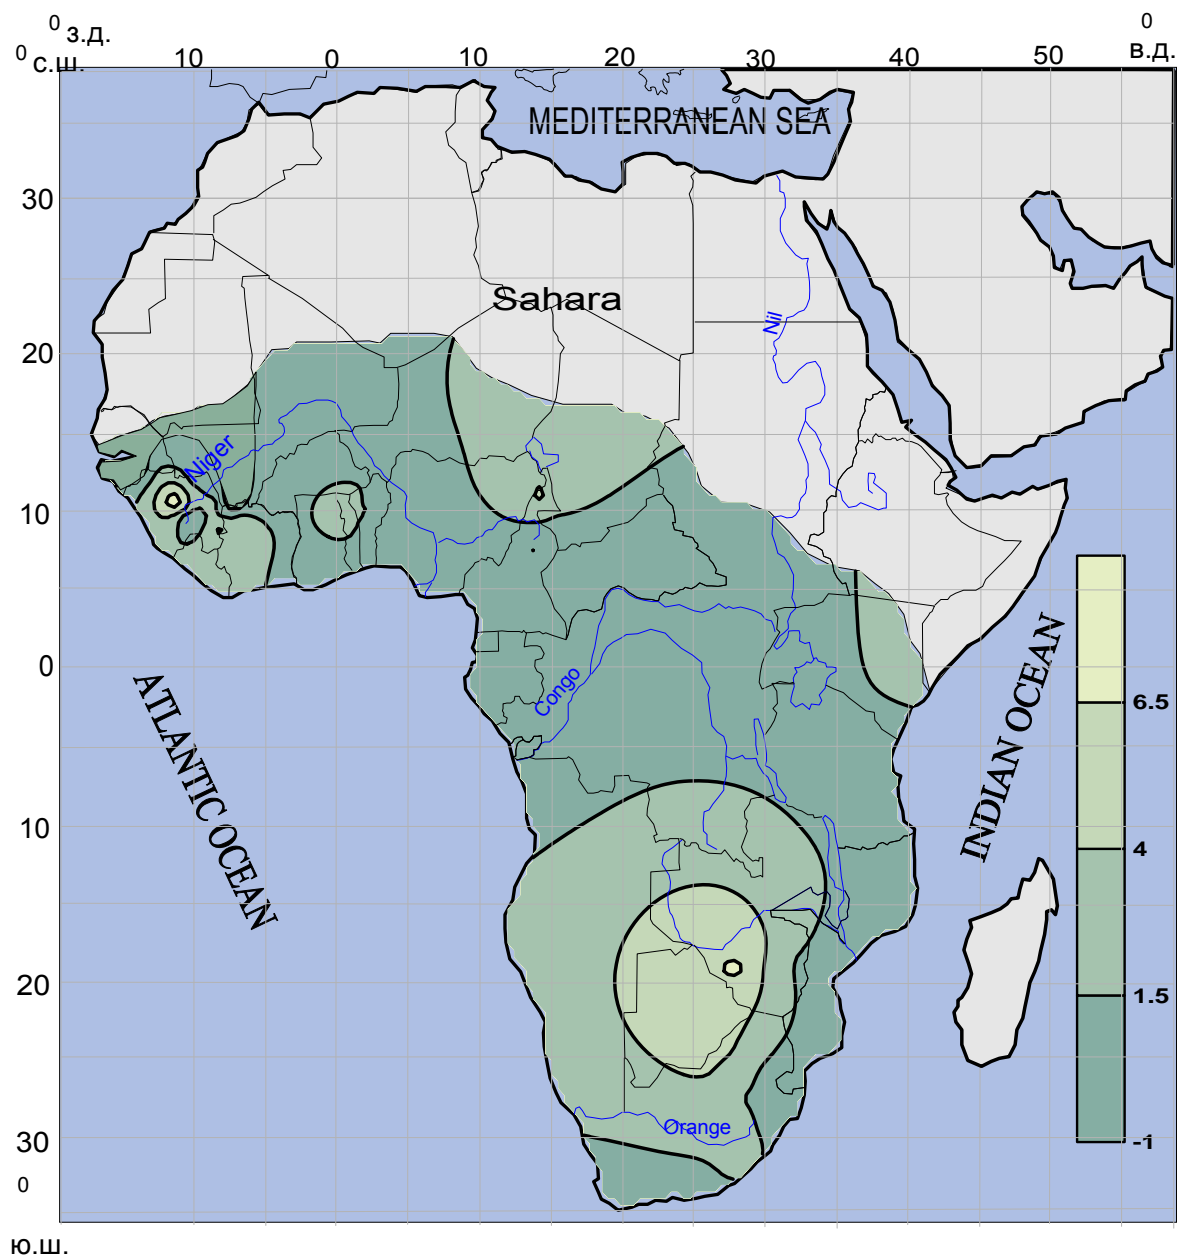 0 з.д.
0
0 с.ш.
в.д.
10 0 10 20 30 40 50
MEDITERRANEAN SEA
30
Sahara
Nil
20
Niger
10
0
Congo
ATLANTIC OCEAN
INDIAN OCEAN
6.5
10
4
20
1.5
Orange
30
-1
0
ю.ш.